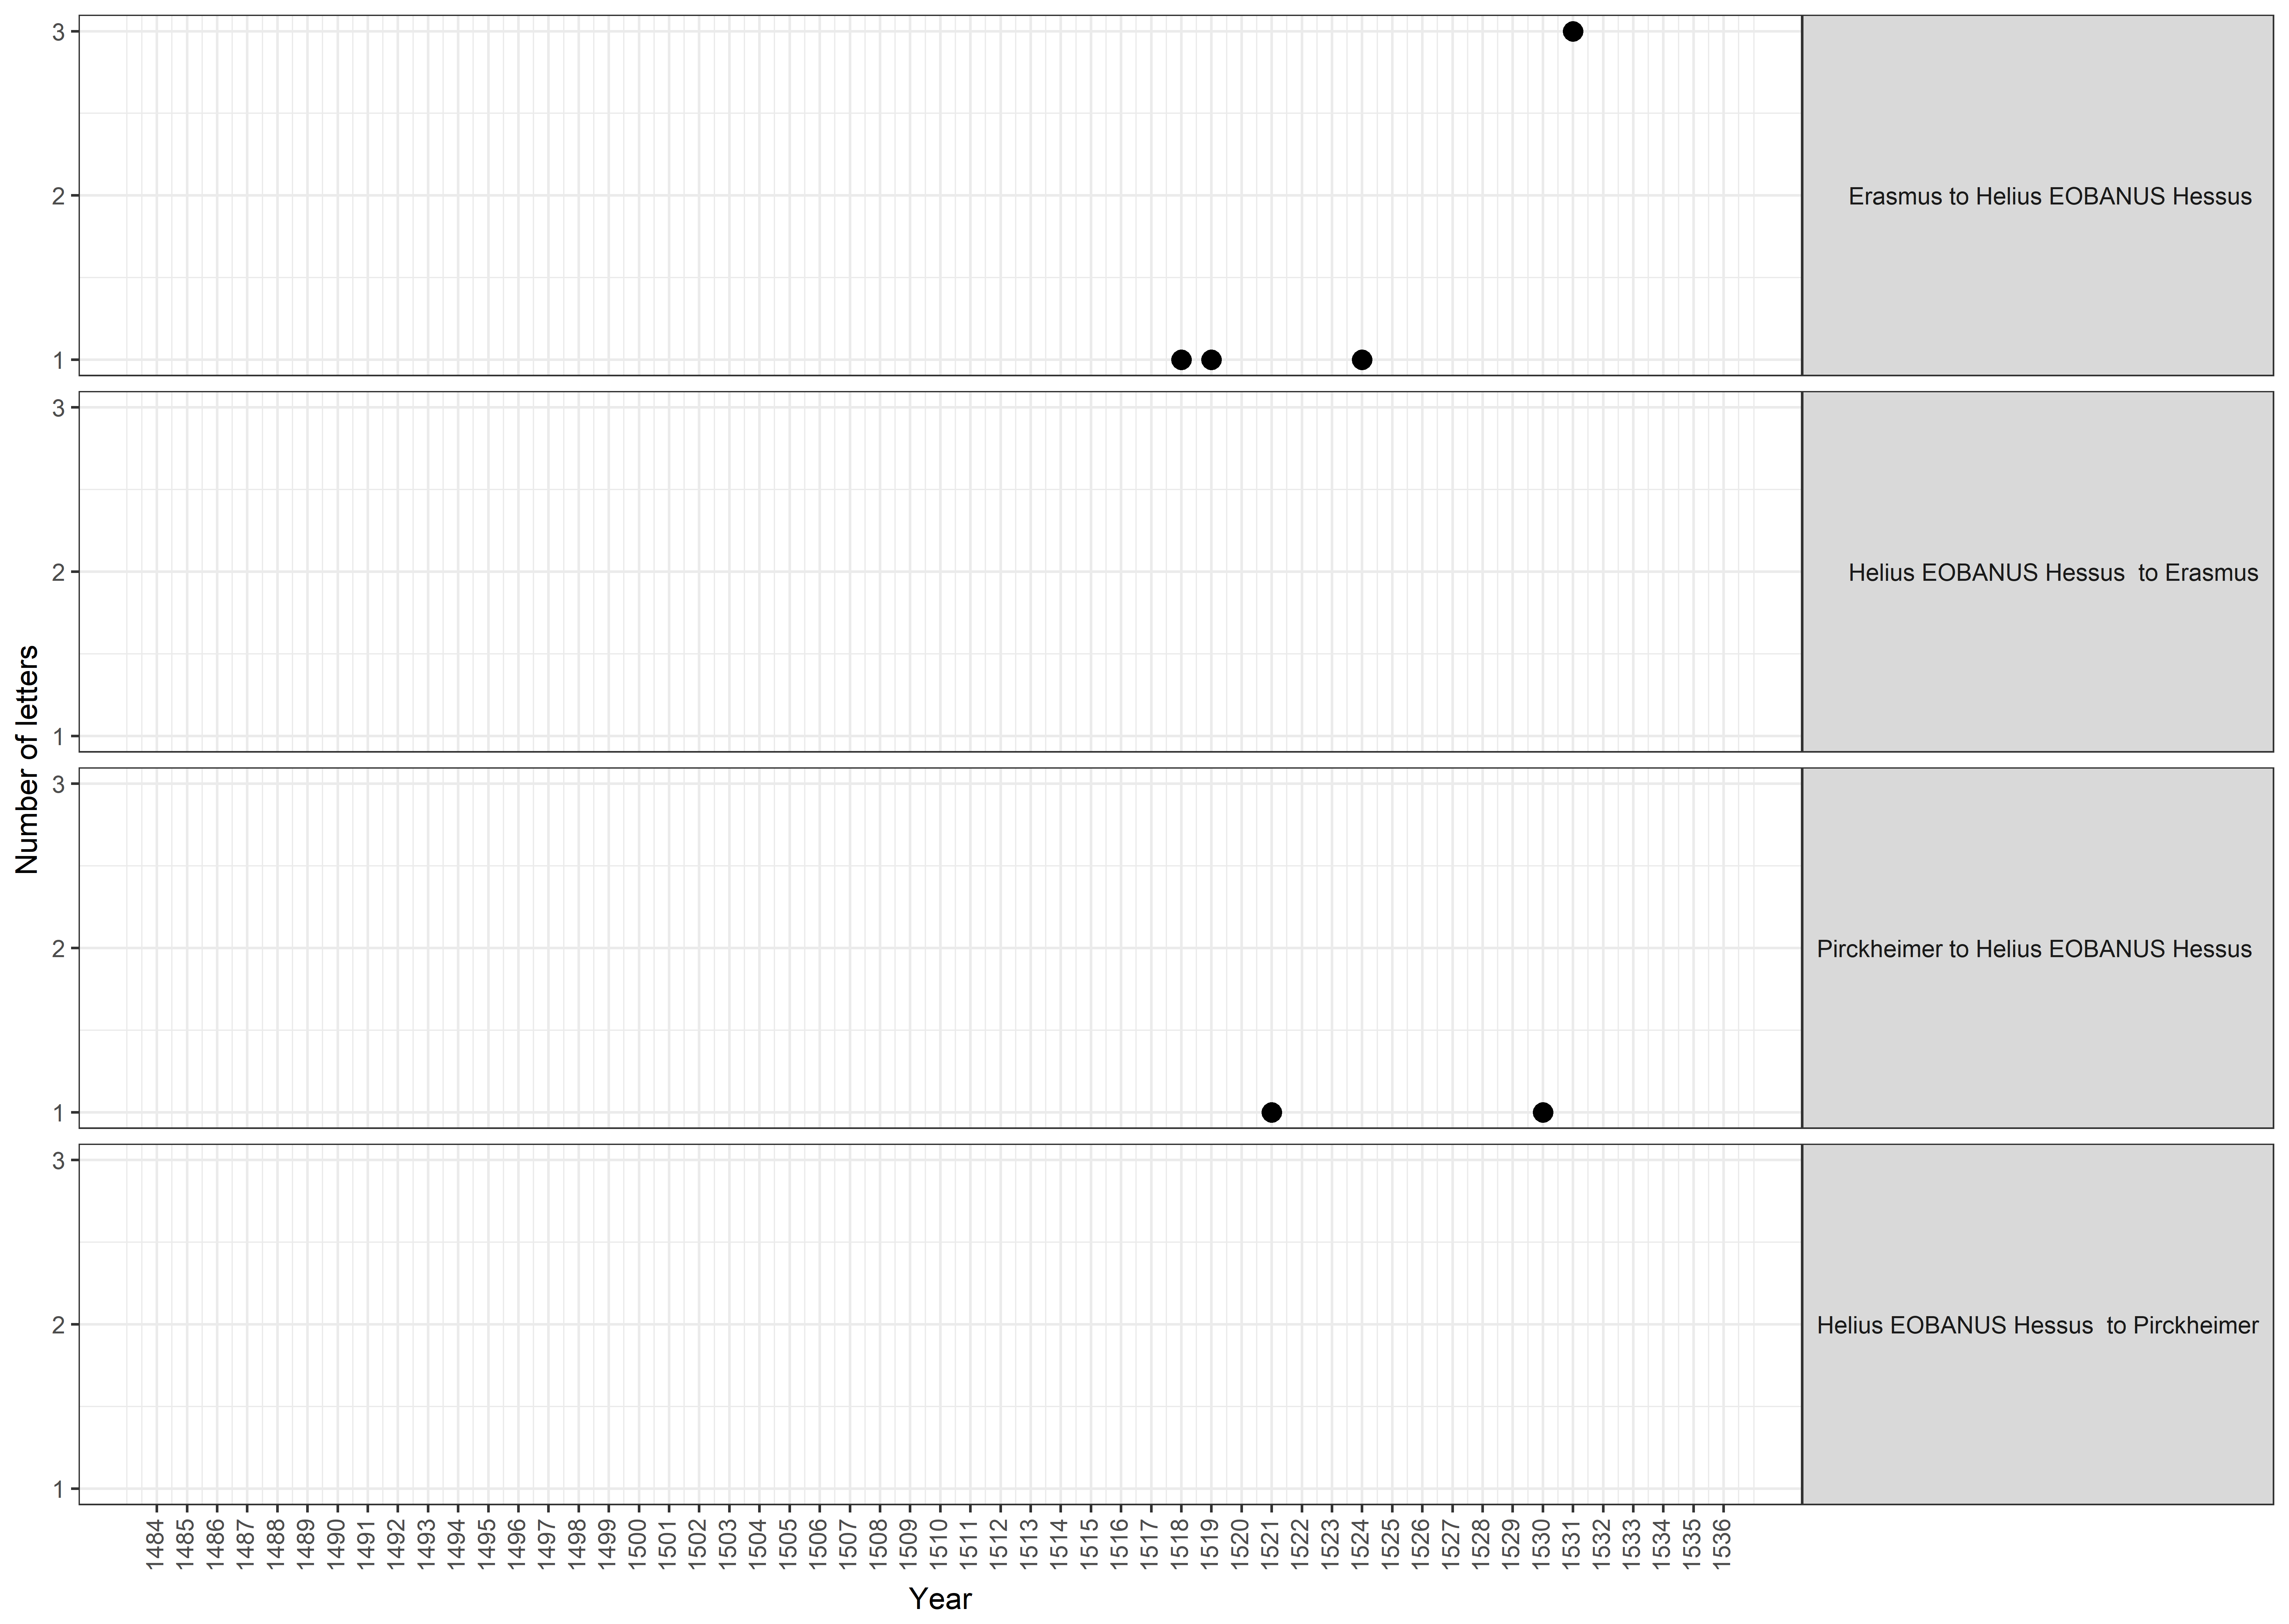 3
2
1
Erasmus to Helius EOBANUS Hessus
3
2
1
Helius EOBANUS Hessus  to Erasmus
3
2
1
Pirckheimer to Helius EOBANUS Hessus
3
2
1
Helius EOBANUS Hessus  to Pirckheimer
Number of letters
1484 1485 1486 1487 1488 1489 1490 1491 1492 1493 1494 1495 1496 1497 1498 1499 1500 1501 1502 1503 1504 1505 1506 1507 1508 1509 1510 1511 1512 1513 1514 1515 1516 1517 1518 1519 1520 1521 1522 1523 1524 1525 1526 1527 1528 1529 1530 1531 1532 1533 1534 1535 1536
Year